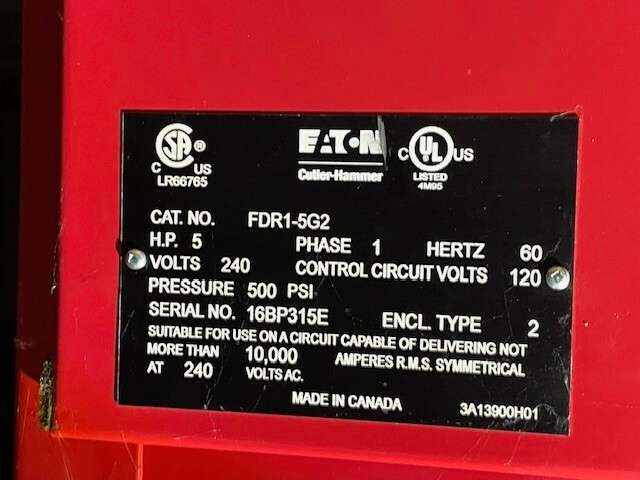 SA ®
C US
LR66765
EATON
Cutler-Hammer
C UL US
LISTED
4M95
CAT. NO. FDR1-5G2
H.P. 5 PHASE 1 HERTZ 60
VOLTS 240 CONTROL CIRCUIT VOLTS 120
PRESSURE 500 PSI
SERIAL NO. 16BP315E ENCL. TYPE 2
SUITABLE FOR USE ON A CIRCUIT CAPABLE OF DELIVERING NOT
MORE THAN 10,000 AMPERES R.M.S. SYMMETRICAL
AT 240 VOLTS AC.
MADE IN CANADA 3A13900H01